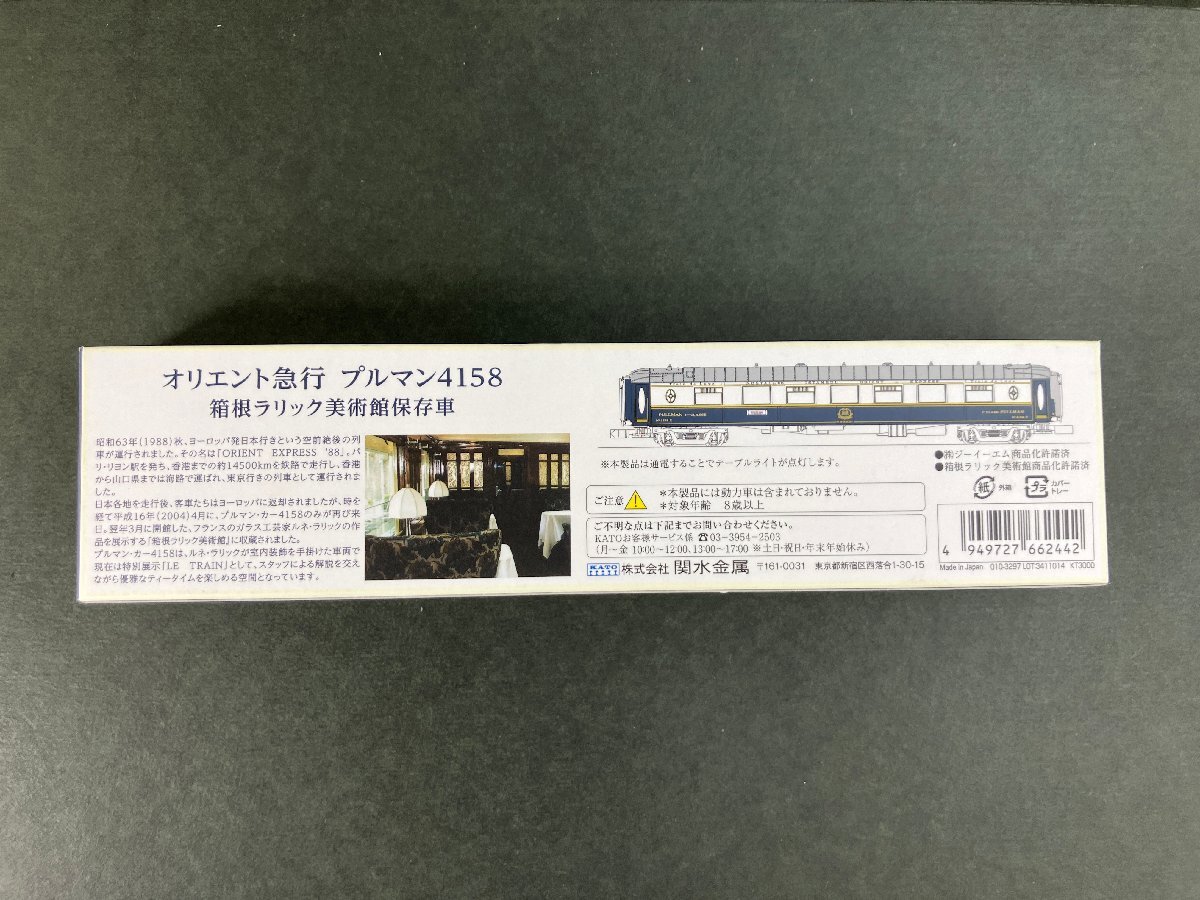 オリエント急行 プルマン4158
箱根ラリック美術館保存車
昭和63年(1988)秋、ヨーロッパ発日本行きという空前絶後の列
車が運行されました。その名は「ORIENT EXPRESS '88」。パ
リ・リヨン駅を発ち、香港までの約14500kmを鉄路で走行し、香港
から山口県までは海路で運ばれ、東京行きの列車として運行されま
した。
日本各地を走行後、客車たちはヨーロッパに返却されましたが、時を
経て平成16年(2004)4月に、プルマン・カー4158のみが再び来
日。翌年3月に開館した、フランスのガラス工芸家ルネ・ラリックの作
品を展示する「箱根ラリック美術館」に収蔵されました。
プルマン・カー4158は、ルネ・ラリックが室内装飾を手掛けた車両で
現在は特別展示「LE TRAIN」として、スタッフによる解説を交え
ながら優雅なティータイムを楽しめる空間となっています。
※本製品は通電することでテーブルライトが点灯します。
●㈱ジーイーエム商品化許諾済
●箱根ラリック美術館商品化許諾済
ご注意
*本製品には動力車は含まれておりません。
*対象年齢 8歳以上
紙 外箱
プラ カバー トレー
ご不明な点は下記までお問い合わせください。
KATOお客様サービス係 ☎03-3954-2503
(月～金 10:00～12:00、13:00～17:00 ※土日・祝日・年末年始休み)
KATO 株式会社 関水金属 〒161-0031 東京都新宿区西落合1-30-15
4 949727 662442
Made in Japan 010-3297 LOT:3411014 KT3000